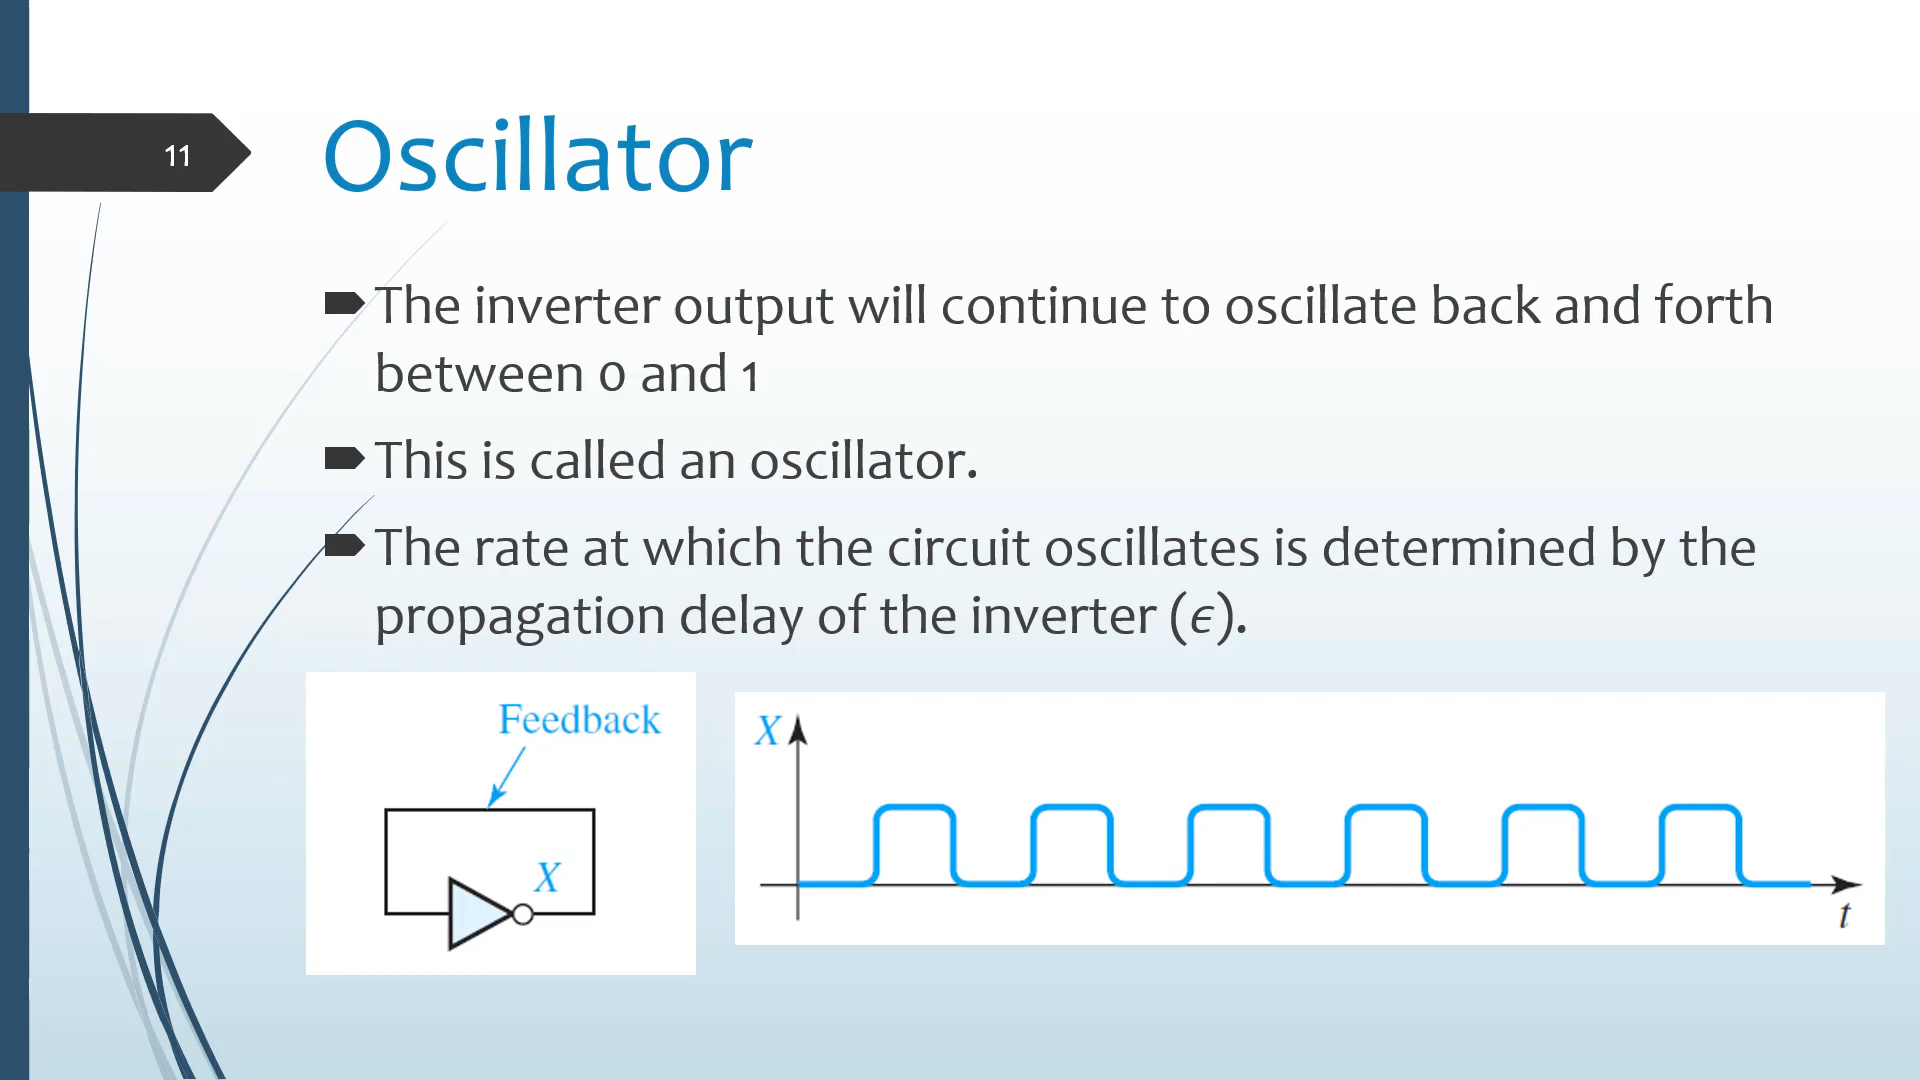 11
Oscillator
The inverter output will continue to oscillate back and forth
between 0 and 1
This is called an oscillator.
The rate at which the circuit oscillates is determined by the
propagation delay of the inverter (ϵ).
Feedback
X
X
t